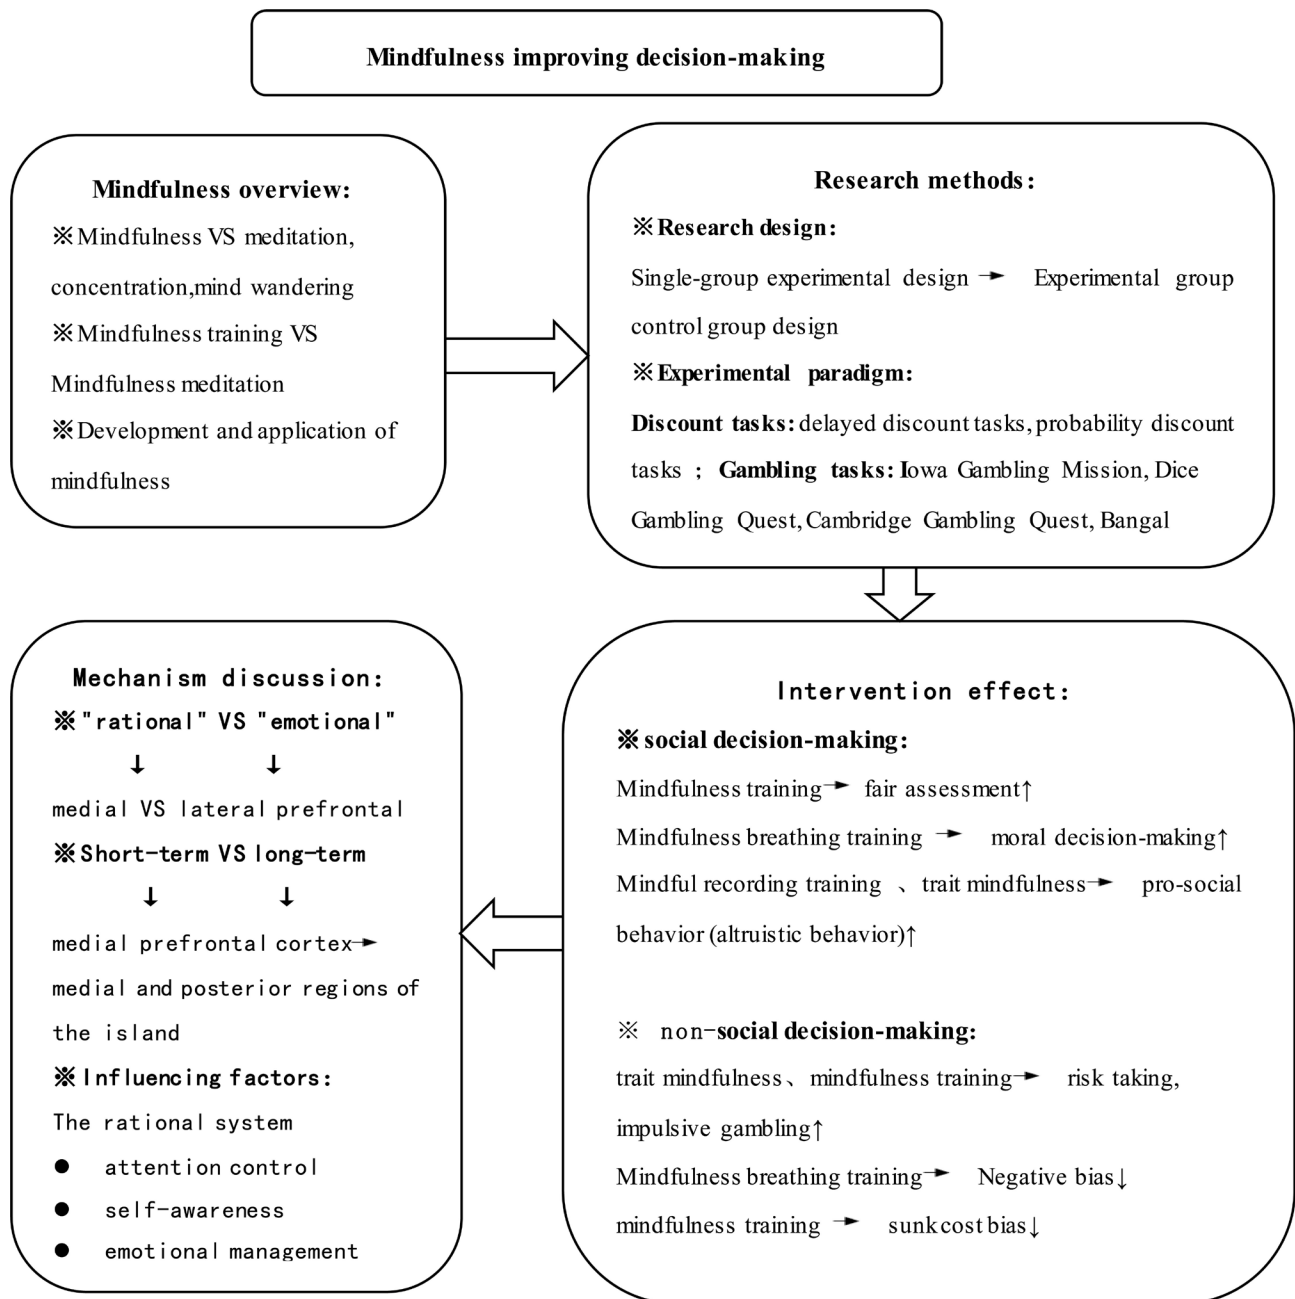 Mindfulness improving decision-making
Mindfulness overview:
※Mindfulness VS meditation,
concentration,mind wandering
※Mindfulness training VS
Mindfulness meditation
※Development and application of
mindfulness
Research methods:
※Research design:
Single-group experimental design → Experimental group
control group design
※Experimental paradigm:
Discount tasks: delayed discount tasks, probability discount
tasks ; Gambling tasks: Iowa Gambling Mission, Dice
Gambling Quest, Cambridge Gambling Quest, Bangal
Intervention effect:
※social decision-making:
Mindfulness training→ fair assessment↑
Mindfulness breathing training → moral decision-making↑
Mindful recording training 、trait mindfulness→ pro-social
behavior (altruistic behavior)↑
※ non-social decision-making:
trait mindfulness、mindfulness training→ risk taking,
impulsive gambling↑
Mindfulness breathing training→ Negative bias↓
mindfulness training → sunk cost bias↓
Mechanism discussion:
※"rational" VS "emotional"
↓ ↓
medial VS lateral prefrontal
※Short-term VS long-term
↓ ↓
medial prefrontal cortex→
medial and posterior regions of
the island
※Influencing factors:
The rational system
● attention control
● self-awareness
● emotional management